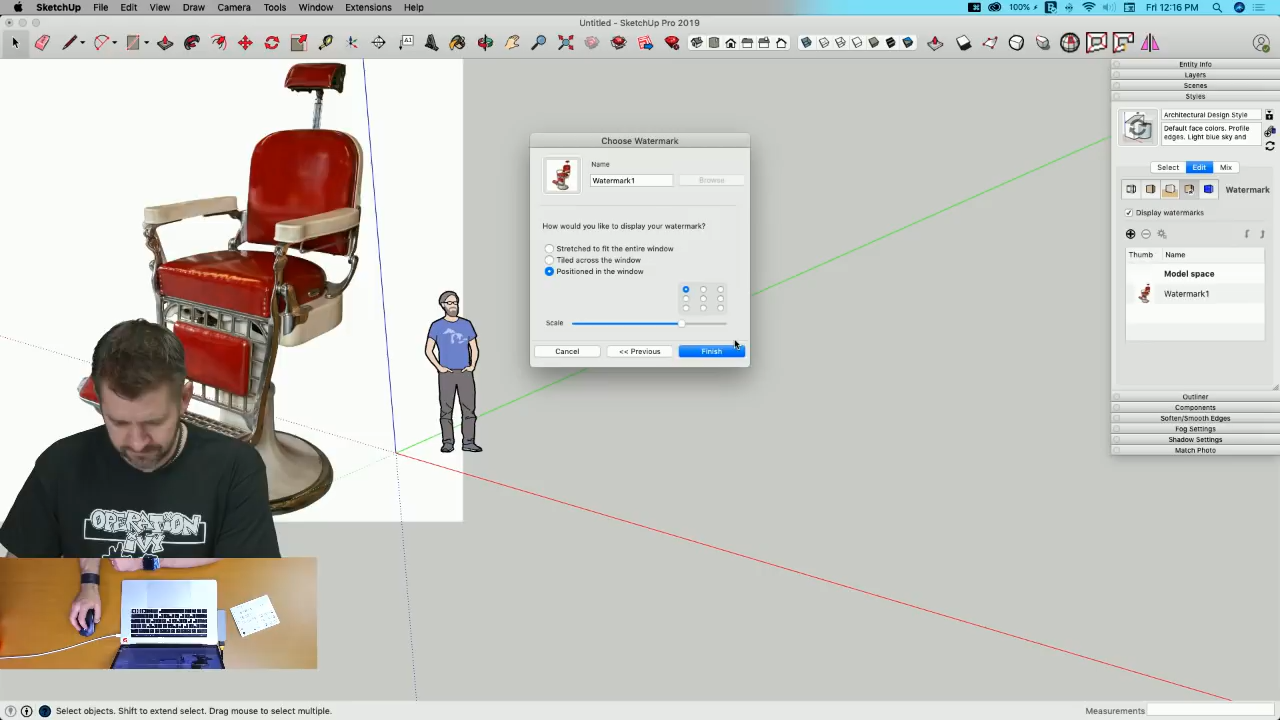 SketchUp File Edit View Draw Camera Tools Window Extensions Help
100% Fri 12:16 PM
Untitled - SketchUp Pro 2019
Entity Info
Layers
Scenes
Styles
Architectural Design Style
Default face colors. Profile
edges. Light blue sky and
Select Edit Mix
Watermark
Display watermarks
Thumb Name
Model space
Watermark1
Outliner
Components
Soften/Smooth Edges
Fog Settings
Shadow Settings
Match Photo
Choose Watermark
Name
Watermark1 Browse
How would you like to display your watermark?
Stretched to fit the entire window
Tiled across the window
Positioned in the window
Scale
Cancel << Previous Finish
OPERATION
IVY
Select objects. Shift to extend select. Drag mouse to select multiple.
Measurements